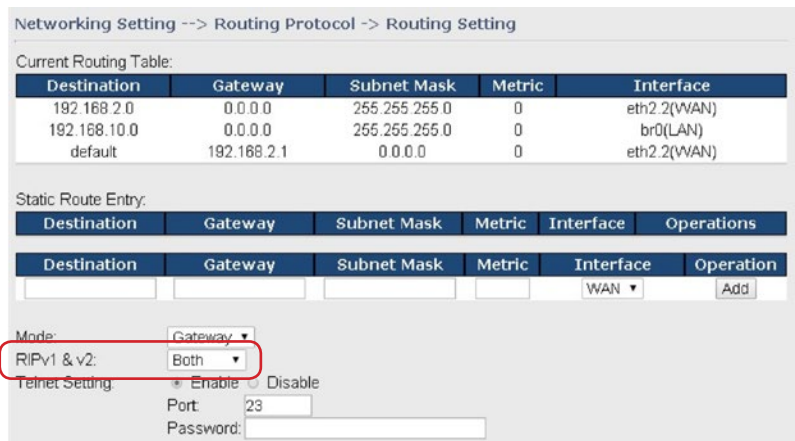 Networking Setting --> Routing Protocol -> Routing Setting
Current Routing Table:
Destination Gateway Subnet Mask Metric Interface
192.168.2.0 0.0.0.0 255.255.255.0 0 eth2.2(WAN)
192.168.10.0 0.0.0.0 255.255.255.0 0 br0(LAN)
default 192.168.2.1 0.0.0.0 0 eth2.2(WAN)
Static Route Entry:
Destination Gateway Subnet Mask Metric Interface Operations
Destination Gateway Subnet Mask Metric Interface Operation
WAN Add
Mode: Gateway
RIPv1 & v2: Both
Telnet Setting: Enable Disable
Port: 23
Password: